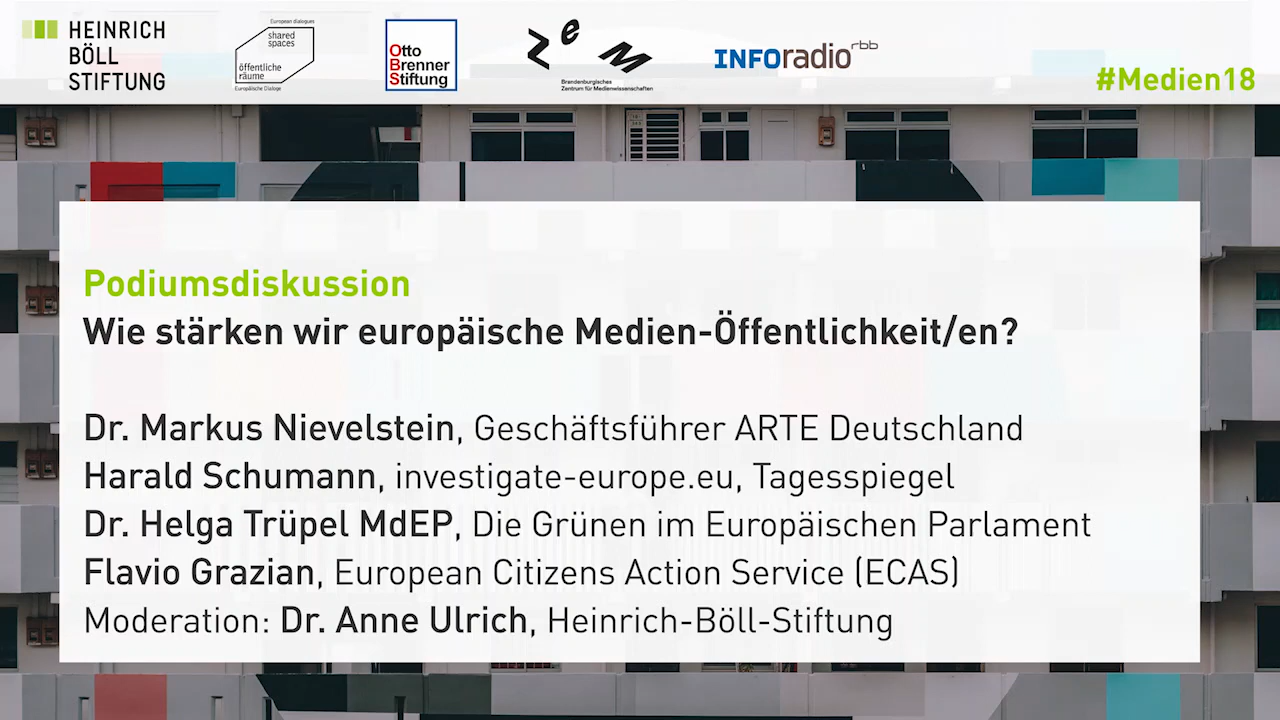 HEINRICH
BÖLL
STIFTUNG
European dialogues
shared
spaces
öffentliche
räume
Europäische Dialoge
Otto
Brenner
Stiftung
ZeM
Brandenburgisches
Zentrum für Medienwissenschaften
INFOradio rbb
#Medien18
Podiumsdiskussion
Wie stärken wir europäische Medien-Öffentlichkeit/en?
Dr. Markus Nievelstein, Geschäftsführer ARTE Deutschland
Harald Schumann, investigate-europe.eu, Tagesspiegel
Dr. Helga Trüpel MdEP, Die Grünen im Europäischen Parlament
Flavio Grazian, European Citizens Action Service (ECAS)
Moderation: Dr. Anne Ulrich, Heinrich-Böll-Stiftung